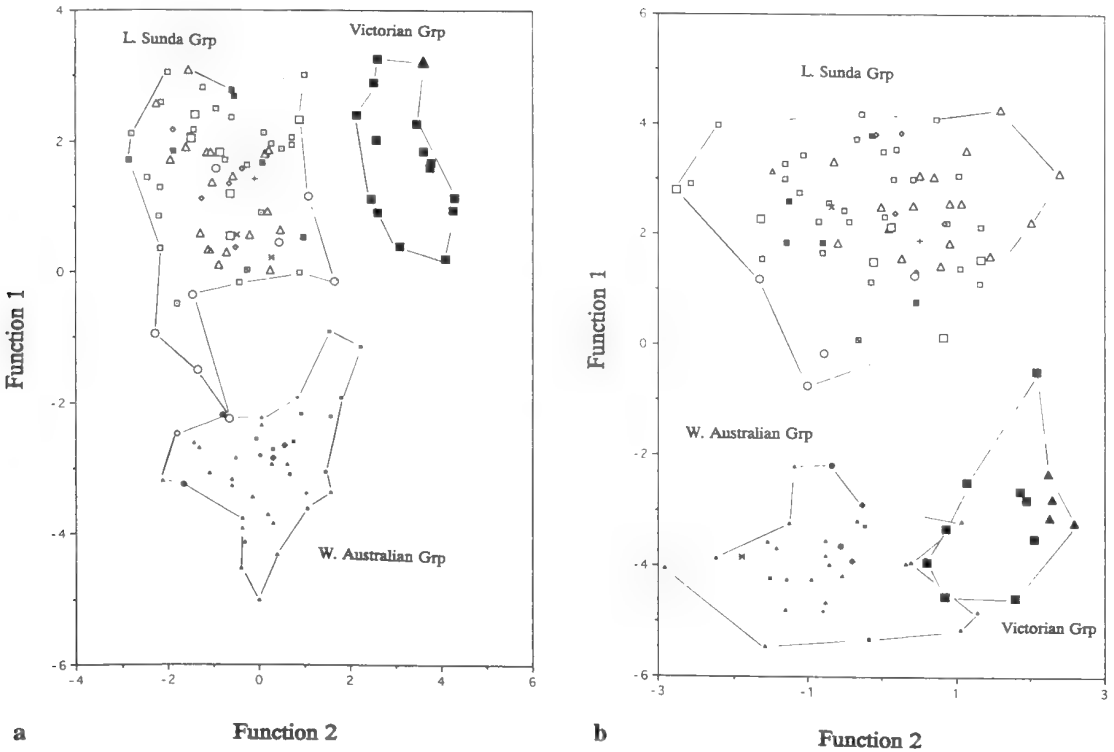 4
2
0
-2
-4
-6
-4
-2
0
2
4
6
L. Sunda Grp
Victorian Grp
W. Australian Grp
Function 1
Function 2
a
6
4
2
0
-2
-4
-6
-3
-1
1
3
L. Sunda Grp
W. Australian Grp
Victorian Grp
Function 1
Function 2
b